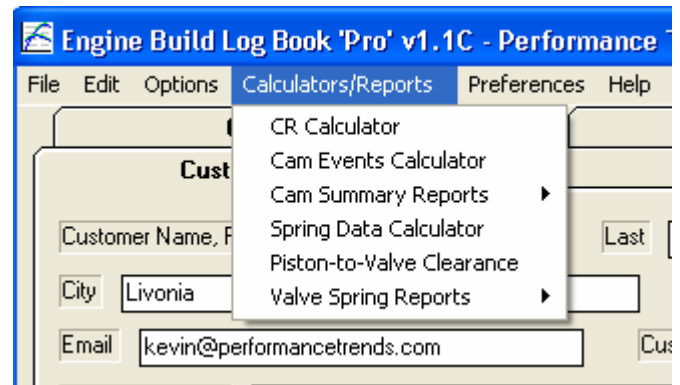 Engine Build Log Book 'Pro' v1.1C - Performance
File Edit Options Calculators/Reports Preferences Help
CR Calculator
Cam Events Calculator
Cust
Cam Summary Reports
Customer Name, Spring Data Calculator Last
Piston-to-Valve Clearance
City Livonia Valve Spring Reports
Email kevin@performancetrends.com Cus